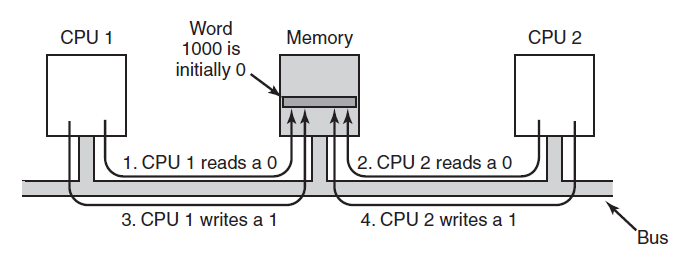 CPU 1
Word
1000 is
initially 0
Memory
CPU 2
1. CPU 1 reads a 0
2. CPU 2 reads a 0
3. CPU 1 writes a 1
4. CPU 2 writes a 1
Bus